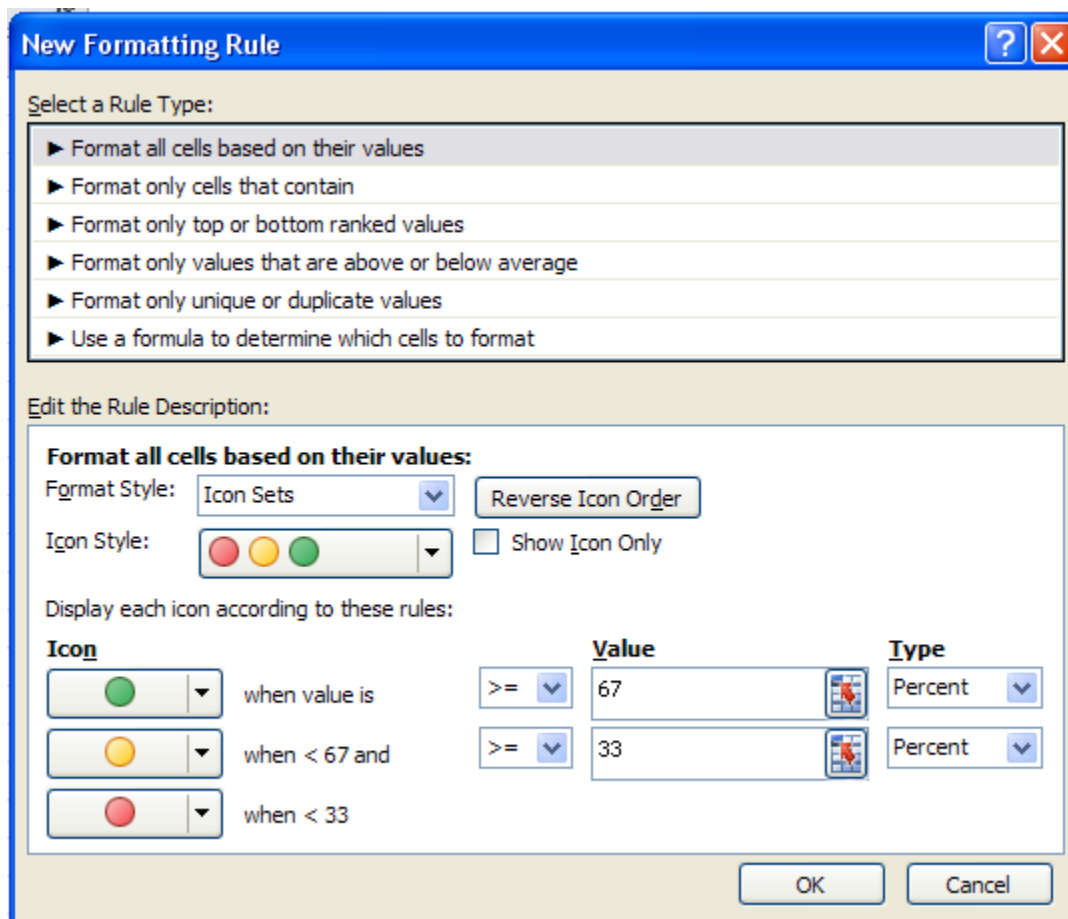 New Formatting Rule
Select a Rule Type:
► Format all cells based on their values
► Format only cells that contain
► Format only top or bottom ranked values
► Format only values that are above or below average
► Format only unique or duplicate values
► Use a formula to determine which cells to format
Edit the Rule Description:
Format all cells based on their values:
Format Style: Icon Sets Reverse Icon Order
Icon Style: Show Icon Only
Display each icon according to these rules:
Icon Value Type
when value is >= 67 Percent
when < 67 and >= 33 Percent
when < 33
OK Cancel